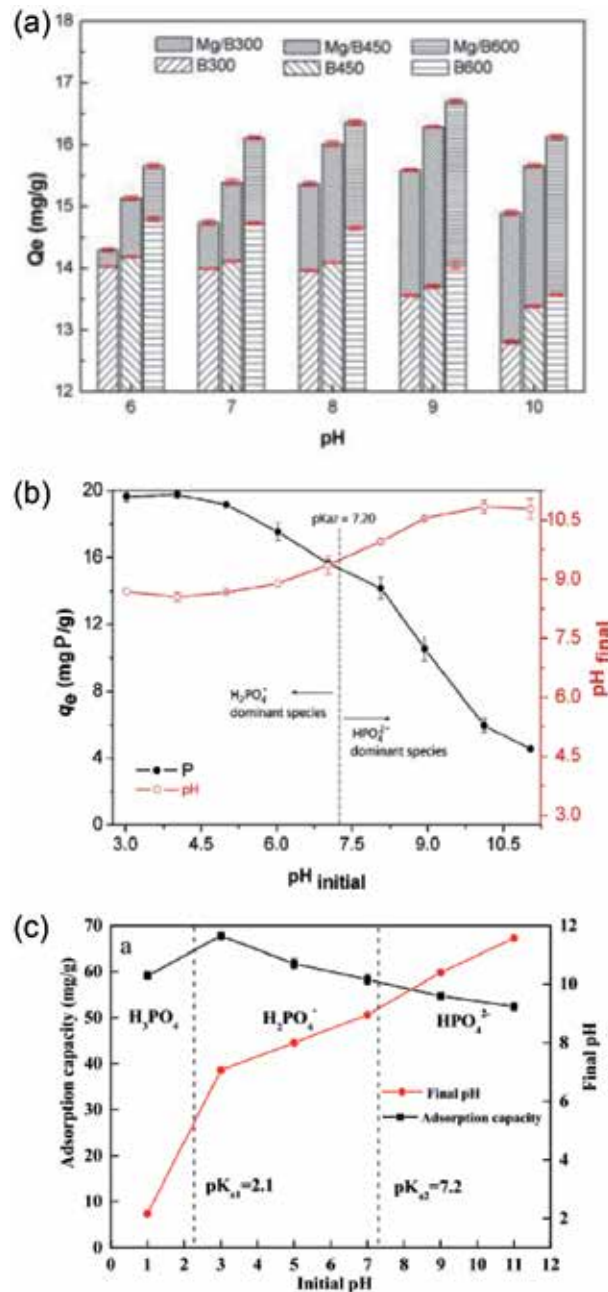 (a)
Mg/B300 Mg/B450 Mg/B600
B300 B450 B600
18
17
16
15
14
13
12
Qe (mg/g)
6 7 8 9 10
pH
(b)
20
16
12
8
4
0
qe (mg P/g)
pKa2 = 7.20
H2PO4-
dominant species
HPO42-
dominant species
P
pH
10.5
9.0
7.5
6.0
4.5
3.0
pH final
3.0 4.5 6.0 7.5 9.0 10.5
pH initial
(c)
a
70
60
50
40
30
20
10
0
Adsorption capacity (mg/g)
H3PO4
H2PO4-
HPO42-
Final pH
Adsorption capacity
pKa1=2.1
pKa2=7.2
12
10
8
6
4
2
Final pH
0 1 2 3 4 5 6 7 8 9 10 11 12
Initial pH